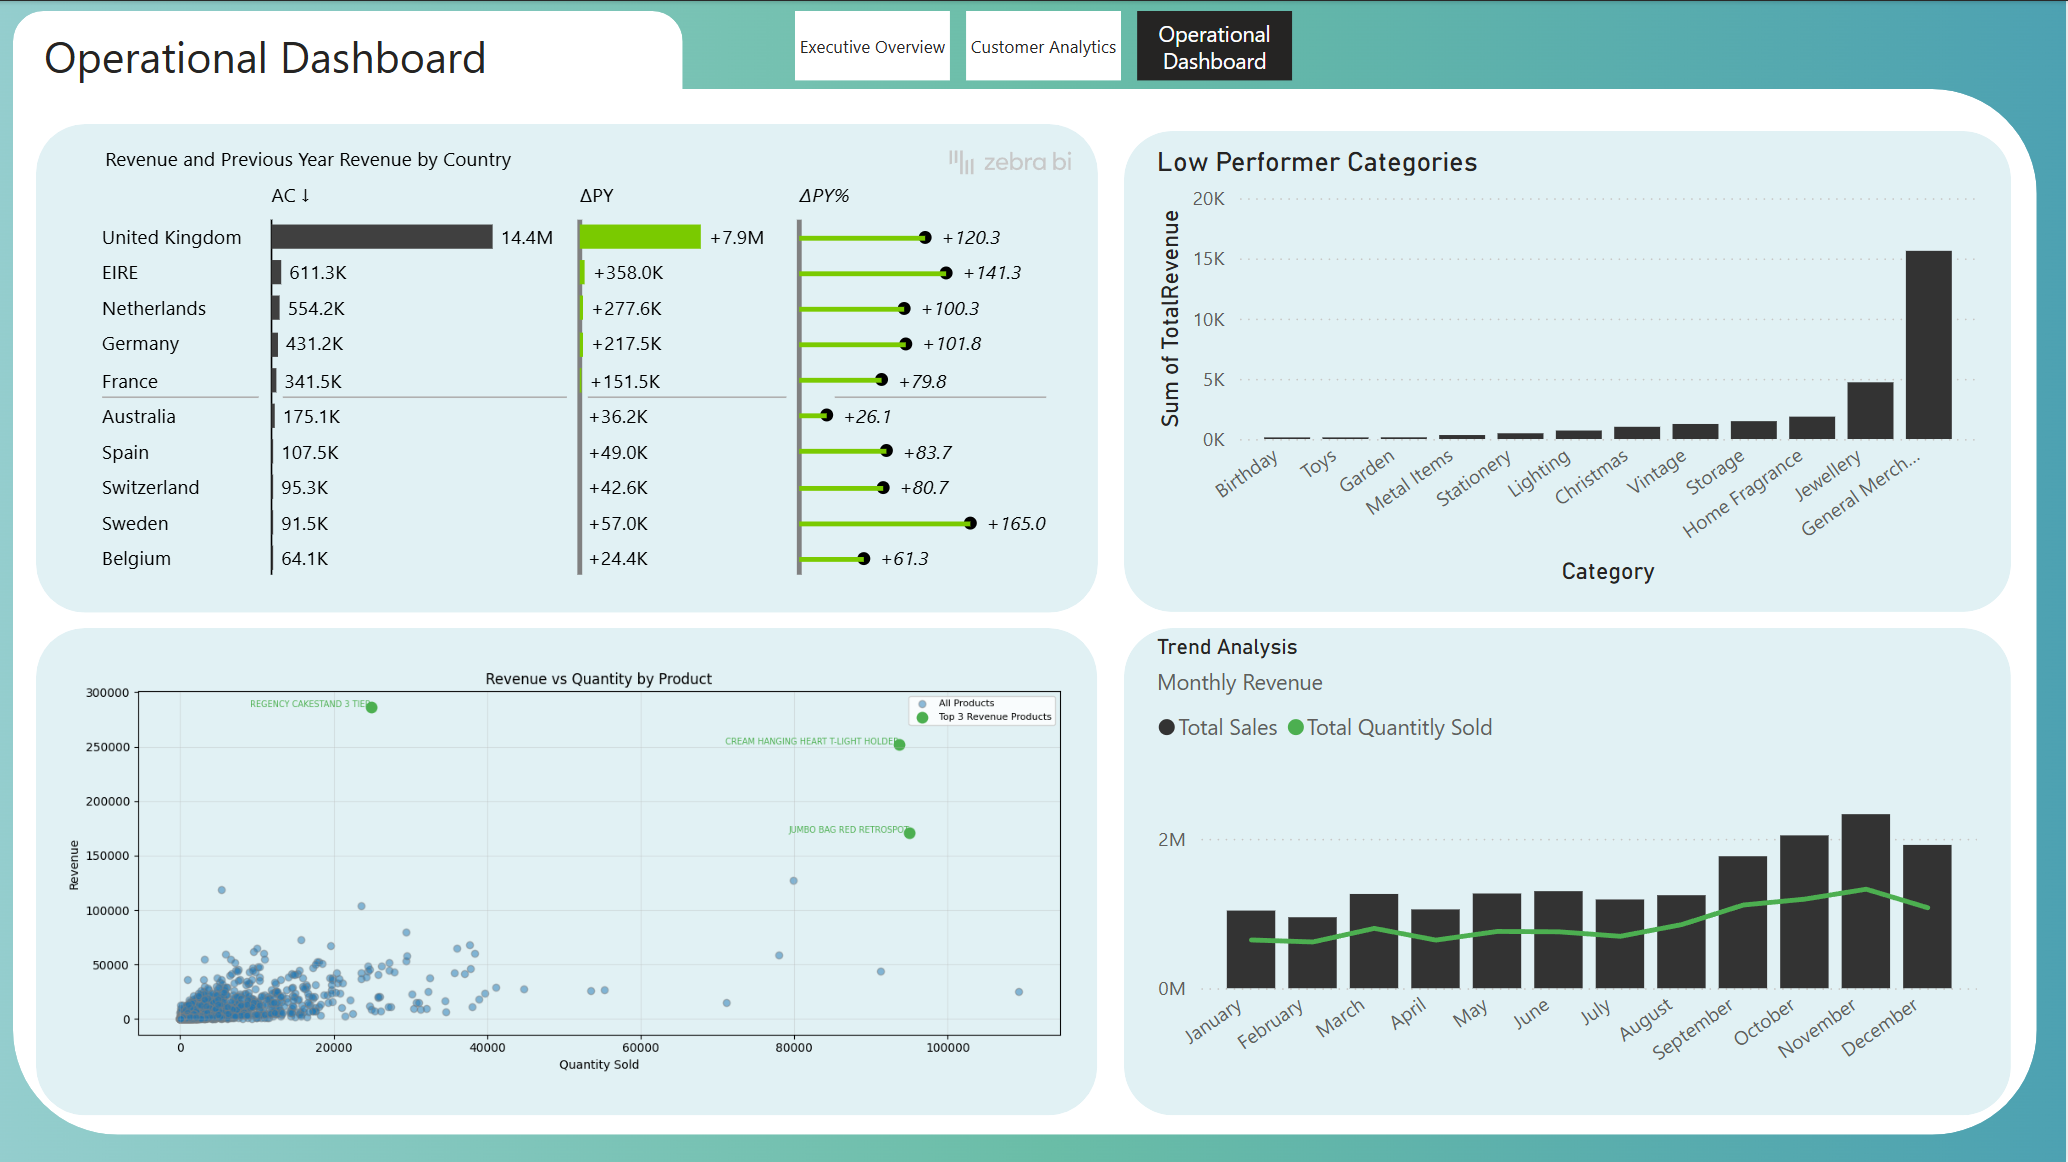 Operational Dashboard
Executive Overview
Customer Analytics
Operational
Dashboard
Revenue and Previous Year Revenue by Country
zebra bi
AC ↓ ΔPY ΔPY%
United Kingdom 14.4M +7.9M +120.3
EIRE 611.3K +358.0K +141.3
Netherlands 554.2K +277.6K +100.3
Germany 431.2K +217.5K +101.8
France 341.5K +151.5K +79.8
Australia 175.1K +36.2K +26.1
Spain 107.5K +49.0K +83.7
Switzerland 95.3K +42.6K +80.7
Sweden 91.5K +57.0K +165.0
Belgium 64.1K +24.4K +61.3
Low Performer Categories
Sum of TotalRevenue
20K
15K
10K
5K
0K
Birthday
Toys
Garden
Metal Items
Stationery
Lighting
Christmas
Vintage
Storage
Home Fragrance
Jewellery
General Merch...
Category
Revenue vs Quantity by Product
Revenue
300000
250000
200000
150000
100000
50000
0
REGENCY CAKESTAND 3 TIER
All Products
Top 3 Revenue Products
CREAM HANGING HEART T-LIGHT HOLDER
JUMBO BAG RED RETROSPOT
0 20000 40000 60000 80000 100000
Quantity Sold
Trend Analysis
Monthly Revenue
Total Sales Total Quantitly Sold
2M
0M
January
February
March
April
May
June
July
August
September
October
November
December